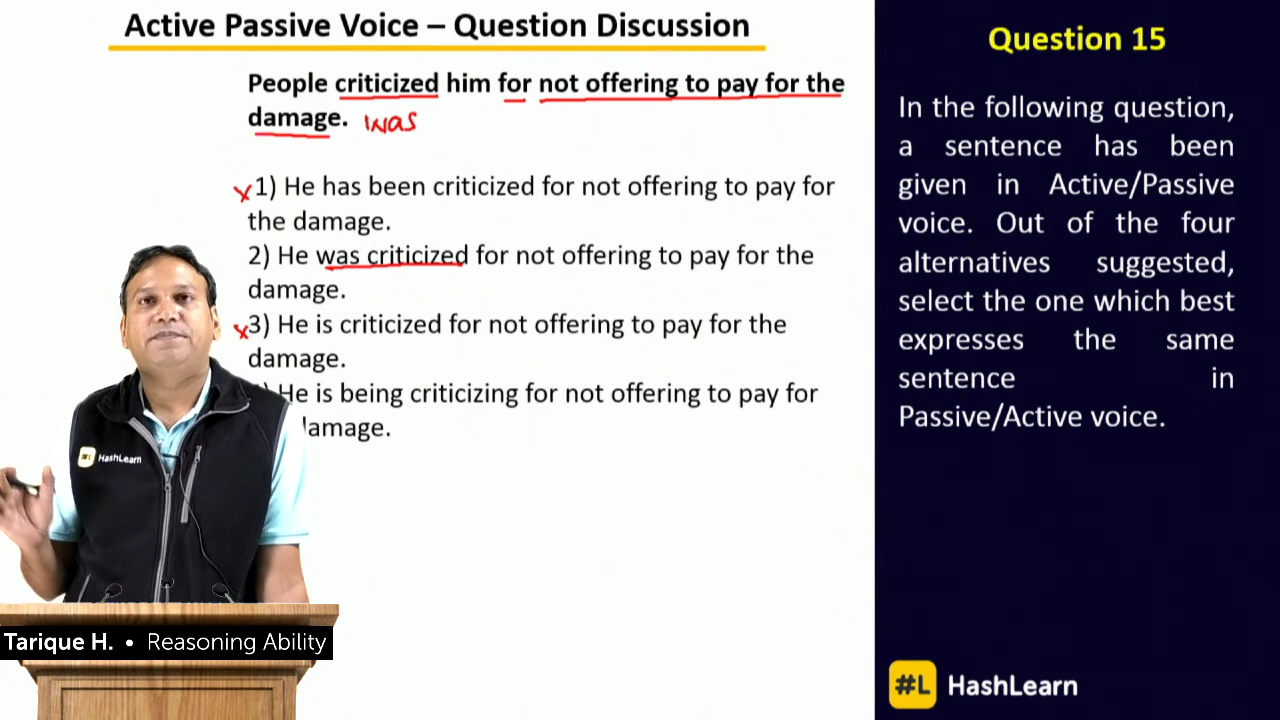 Active Passive Voice – Question Discussion
People criticized him for not offering to pay for the
damage. was
x 1) He has been criticized for not offering to pay for
the damage.
2) He was criticized for not offering to pay for the
damage.
x 3) He is criticized for not offering to pay for the
damage.
He is being criticizing for not offering to pay for
damage.
#L HashLearn
Tarique H. • Reasoning Ability
Question 15
In the following question,
a sentence has been
given in Active/Passive
voice. Out of the four
alternatives suggested,
select the one which best
expresses the same
sentence in
Passive/Active voice.
#L HashLearn